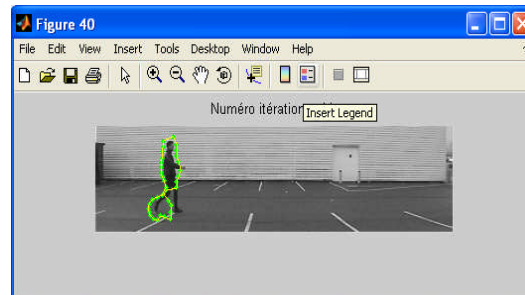 Figure 40
File Edit View Insert Tools Desktop Window Help
Numéro itération
Insert Legend